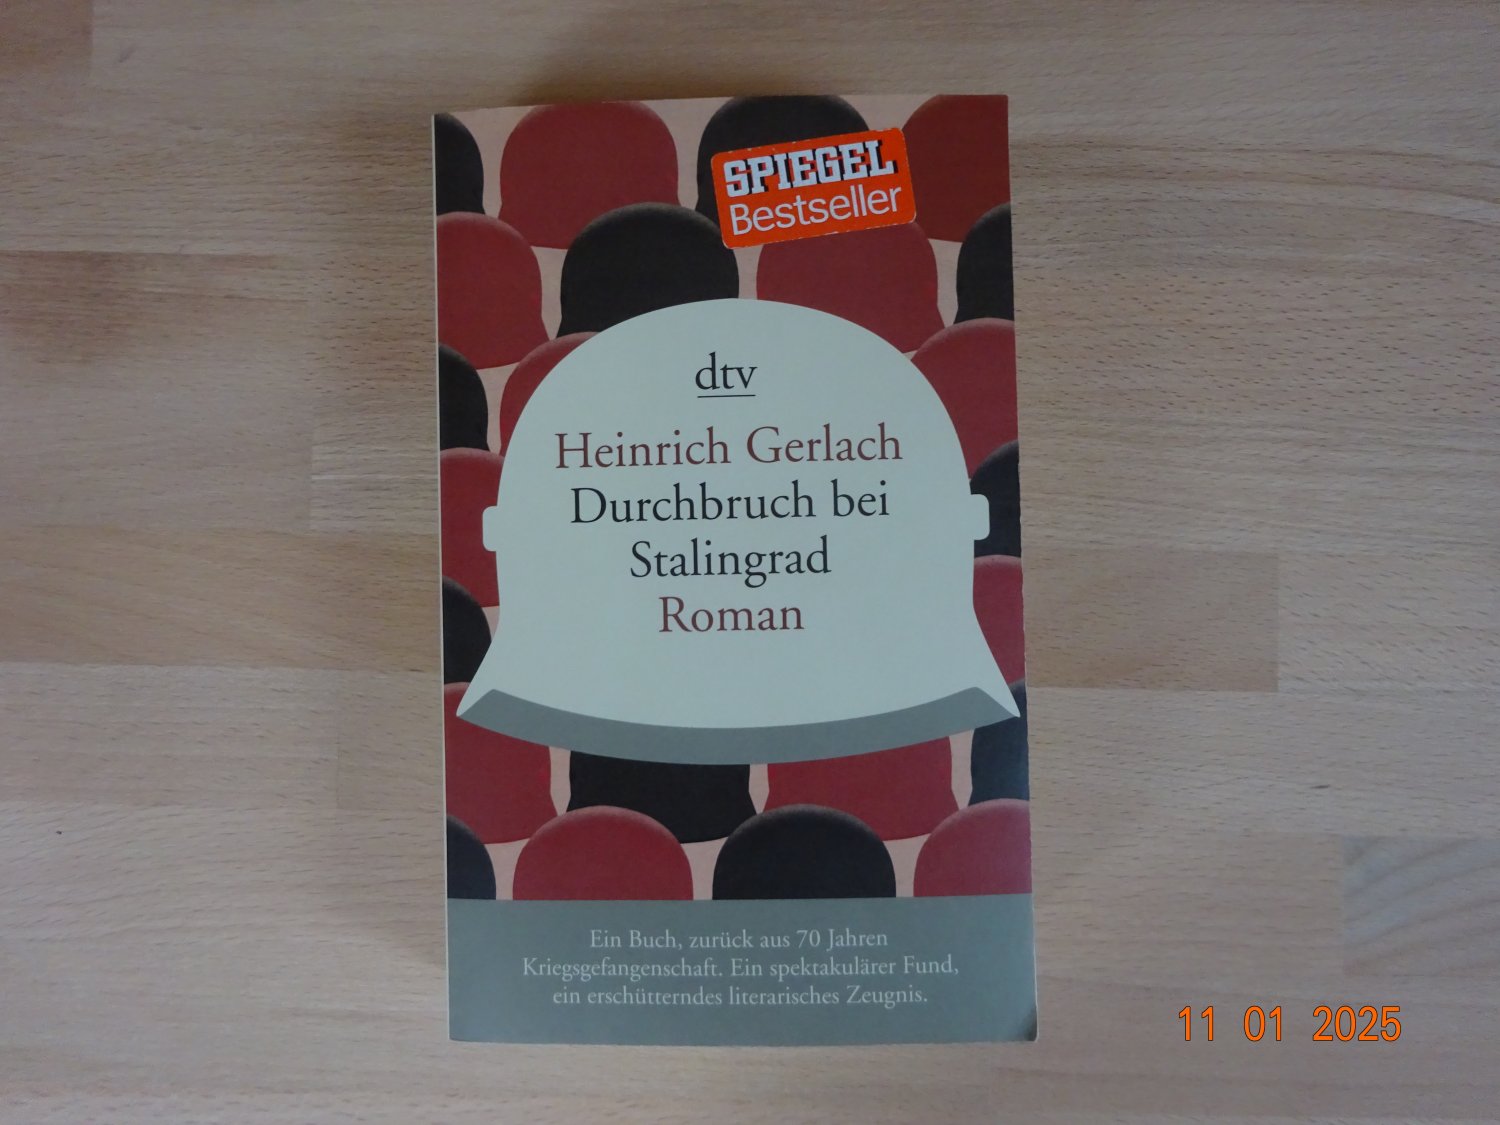 SPIEGEL
Bestseller
dtv
Heinrich Gerlach
Durchbruch bei
Stalingrad
Roman
Ein Buch, zurück aus 70 Jahren
Kriegsgefangenschaft. Ein spektakulärer Fund,
ein erschütterndes literarisches Zeugnis.
11 01 2025